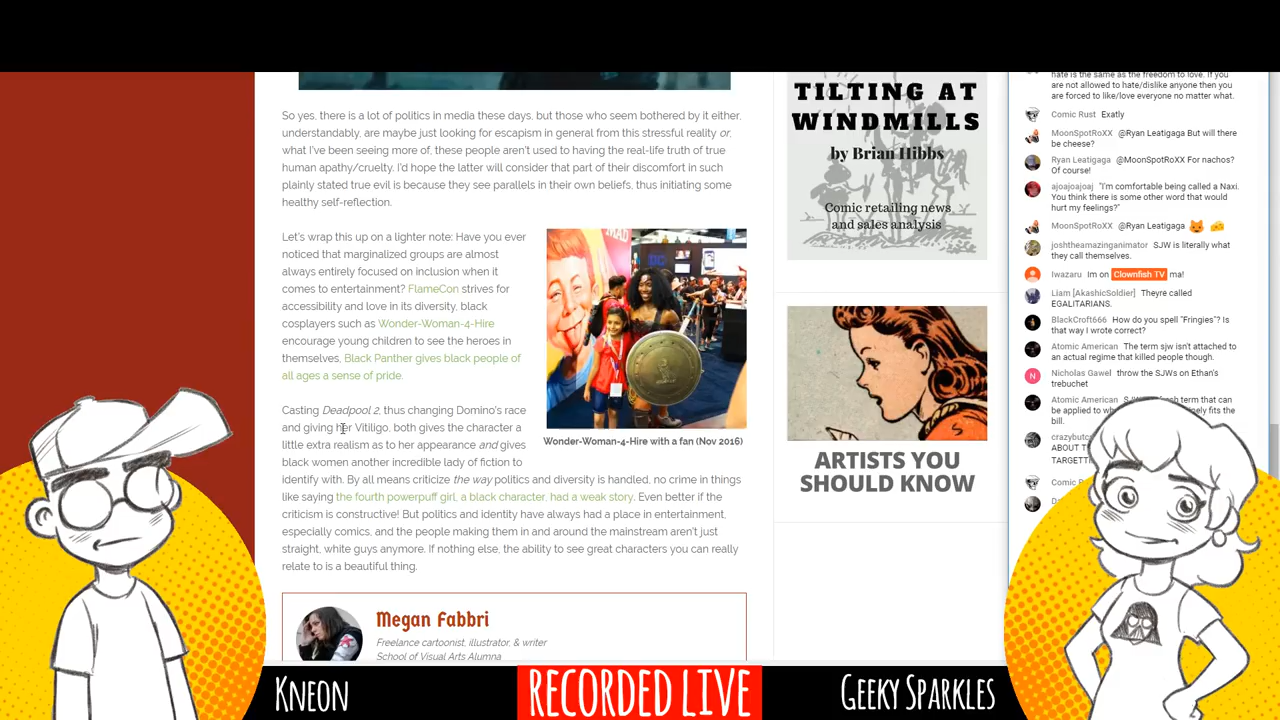 So yes, there is a lot of politics in media these days, but those who seem bothered by it either,
understandably, are maybe just looking for escapism in general from this stressful reality or,
what I've been seeing more of, these people aren't used to having the real-life truth of true
human apathy/cruelty. I'd hope the latter will consider that part of their discomfort in such
plainly stated true evil is because they see parallels in their own beliefs, thus initiating some
healthy self-reflection.
Let's wrap this up on a lighter note: Have you ever
noticed that marginalized groups are almost
always entirely focused on inclusion when it
comes to entertainment? FlameCon strives for
accessibility and love in its diversity, black
cosplayers such as Wonder-Woman-4-Hire
encourage young children to see the heroes in
themselves, Black Panther gives black people of
all ages a sense of pride.
Wonder-Woman-4-Hire with a fan (Nov 2016)
Casting Deadpool 2, thus changing Domino's race
and giving her Vitiligo, both gives the character a
little extra realism as to her appearance and gives
black women another incredible lady of fiction to
identify with. By all means criticize the way politics and diversity is handled, no crime in things
like saying the fourth powerpuff girl, a black character, had a weak story. Even better if the
criticism is constructive! But politics and identity have always had a place in entertainment,
especially comics, and the people making them in and around the mainstream aren't just
straight, white guys anymore. If nothing else, the ability to see great characters you can really
relate to is a beautiful thing.
Megan Fabbri
Freelance cartoonist, illustrator, & writer
School of Visual Arts Alumna
TILTING AT
WINDMILLS
by Brian Hibbs
Comic retailing news
and sales analysis
ARTISTS YOU
SHOULD KNOW
hate is the same as the freedom to love. If you
are not allowed to hate/dislike anyone then you
are forced to like/love everyone no matter what.
Comic Rust Exatly
MoonSpotRoXX @Ryan Leatigaga But will there
be cheese?
Ryan Leatigaga @MoonSpotRoXX For nachos?
Of course!
ajoajoajoaj "I'm comfortable being called a Naxi.
You think there is some other word that would
hurt my feelings?"
MoonSpotRoXX @Ryan Leatigaga
joshtheamazinganimator SJW is literally what
they call themselves.
Iwazaru Im on Clownfish TV ma!
Liam [AkashicSoldier] Theyre called
EGALITARIANS.
BlackCroft666 How do you spell "Fringies"? Is
that way I wrote correct?
Atomic American The term sjw isn't attached to
an actual regime that killed people though.
Nicholas Gawel throw the SJWs on Ethan's
trebuchet
Atomic American term that
can be applied to fits the
bill.
ABOUT T
TARGETTI
Comic
KNEON
RECORDED LIVE
GEEKY SPARKLES